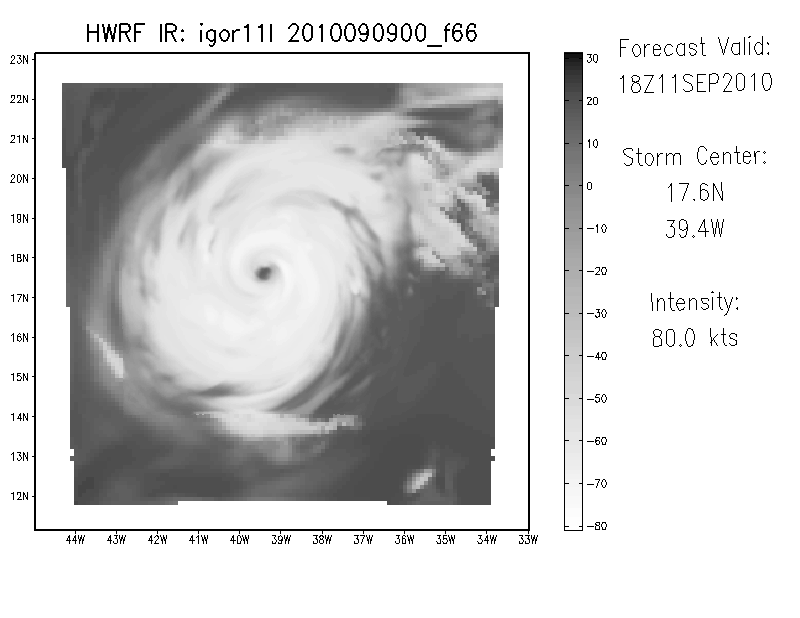 HWRF IR: igor11l 2010090900_f66
Forecast Valid:
18Z11SEP2010
Storm Center:
17.6N
39.4W
Intensity:
80.0 kts
23N
22N
21N
20N
19N
18N
17N
16N
15N
14N
13N
12N
44W 43W 42W 41W 40W 39W 38W 37W 36W 35W 34W 33W
30
20
10
0
-10
-20
-30
-40
-50
-60
-70
-80